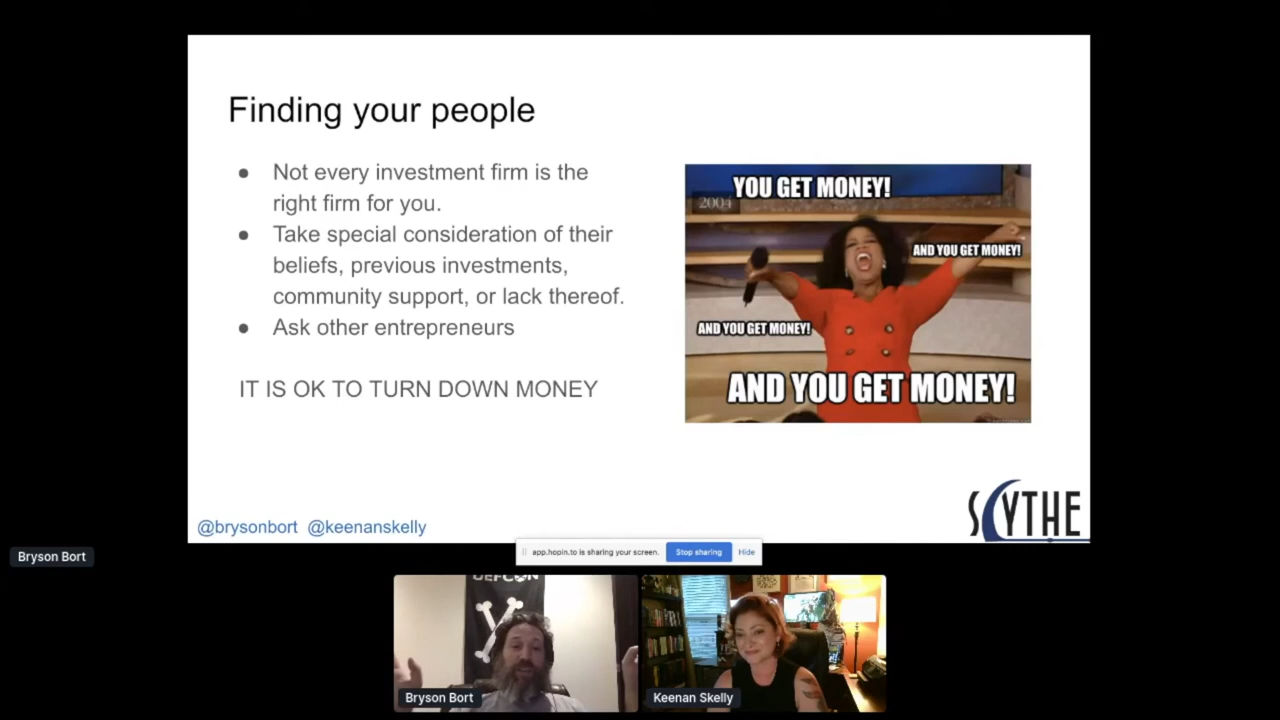 Finding your people
● Not every investment firm is the
right firm for you.
● Take special consideration of their
beliefs, previous investments,
community support, or lack thereof.
● Ask other entrepreneurs
IT IS OK TO TURN DOWN MONEY
YOU GET MONEY!
2004
AND YOU GET MONEY!
AND YOU GET MONEY!
AND YOU GET MONEY!
@brysonbort @keenanskelly
SCYTHE
Bryson Bort
app.hopin.to is sharing your screen.
Stop sharing
Hide
DEFCON
Bryson Bort
Keenan Skelly